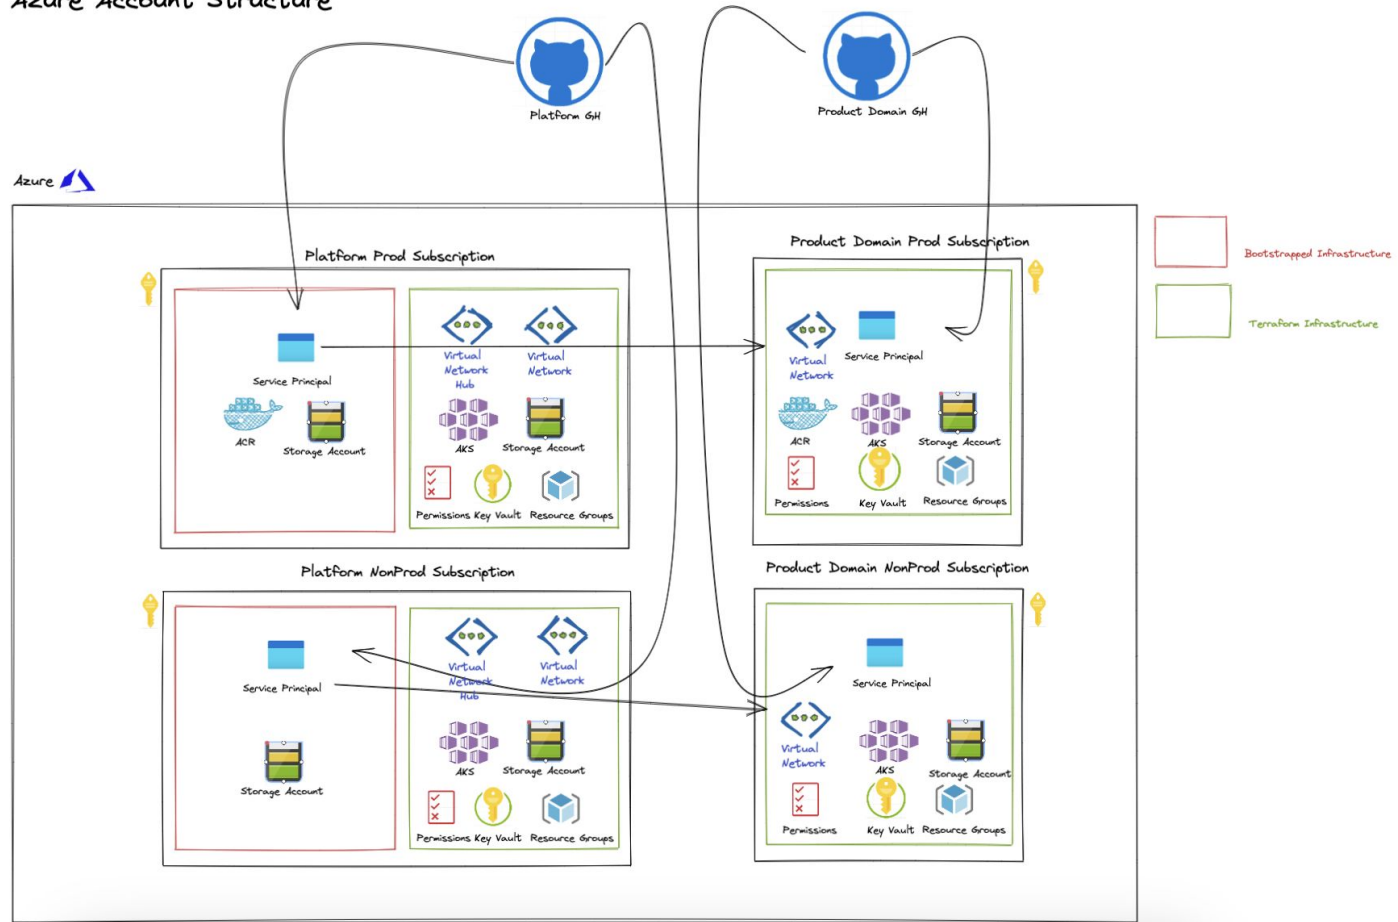 Azure Account Structure
Platform GH
Product Domain GH
Azure
Platform Prod Subscription
Service Principal
ACR
Storage Account
Virtual
Network
Hub
Virtual
Network
AKS
Storage Account
Permissions
Key Vault
Resource Groups
Product Domain Prod Subscription
Virtual
Network
Service Principal
ACR
AKS
Storage Account
Permissions
Key Vault
Resource Groups
Bootstrapped Infrastructure
Terraform Infrastructure
Platform NonProd Subscription
Service Principal
Storage Account
Virtual
Network
Hub
Virtual
Network
AKS
Storage Account
Permissions
Key Vault
Resource Groups
Product Domain NonProd Subscription
Service Principal
Virtual
Network
AKS
Storage Account
Permissions
Key Vault
Resource Groups